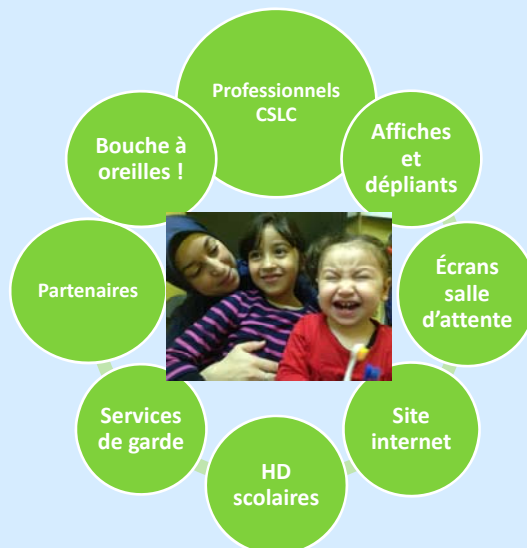 Professionnels
CSLC
Affiches
et
dépliants
Écrans
salle
d'attente
Site
internet
HD
scolaires
Services
de garde
Partenaires
Bouche à
oreilles !